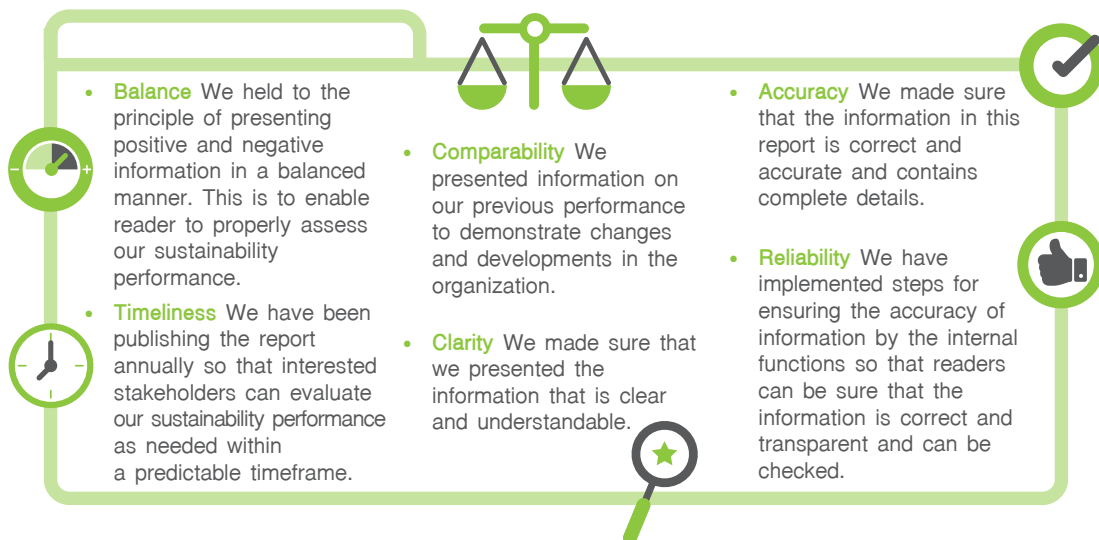 • Balance We held to the
principle of presenting
positive and negative
information in a balanced
manner. This is to enable
reader to properly assess
our sustainability
performance.
• Timeliness We have been
publishing the report
annually so that interested
stakeholders can evaluate
our sustainability performance
as needed within
a predictable timeframe.
• Comparability We
presented information on
our previous performance
to demonstrate changes
and developments in the
organization.
• Clarity We made sure that
we presented the
information that is clear
and understandable.
• Accuracy We made sure
that the information in this
report is correct and
accurate and contains
complete details.
• Reliability We have
implemented steps for
ensuring the accuracy of
information by the internal
functions so that readers
can be sure that the
information is correct and
transparent and can be
checked.